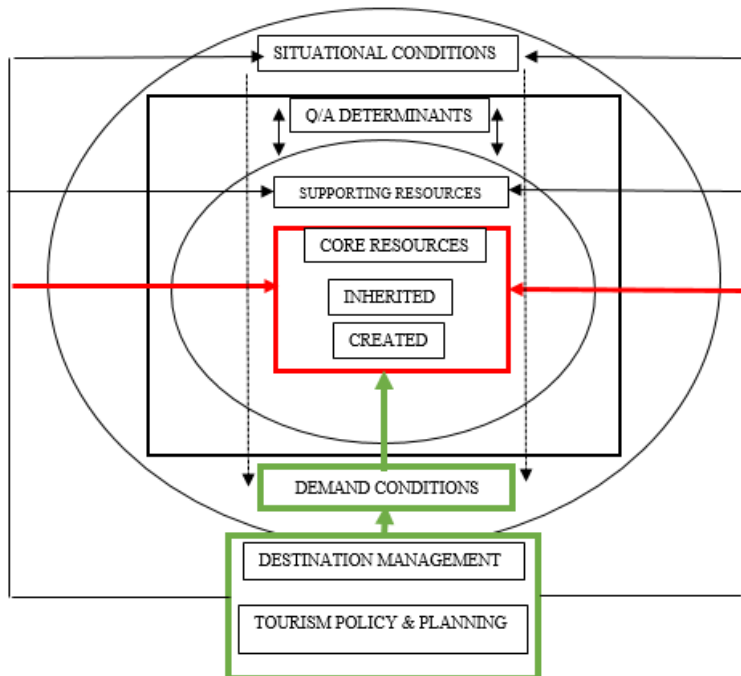 SITUATIONAL CONDITIONS
Q/A DETERMINANTS
SUPPORTING RESOURCES
CORE RESOURCES
INHERITED
CREATED
DEMAND CONDITIONS
DESTINATION MANAGEMENT
TOURISM POLICY & PLANNING